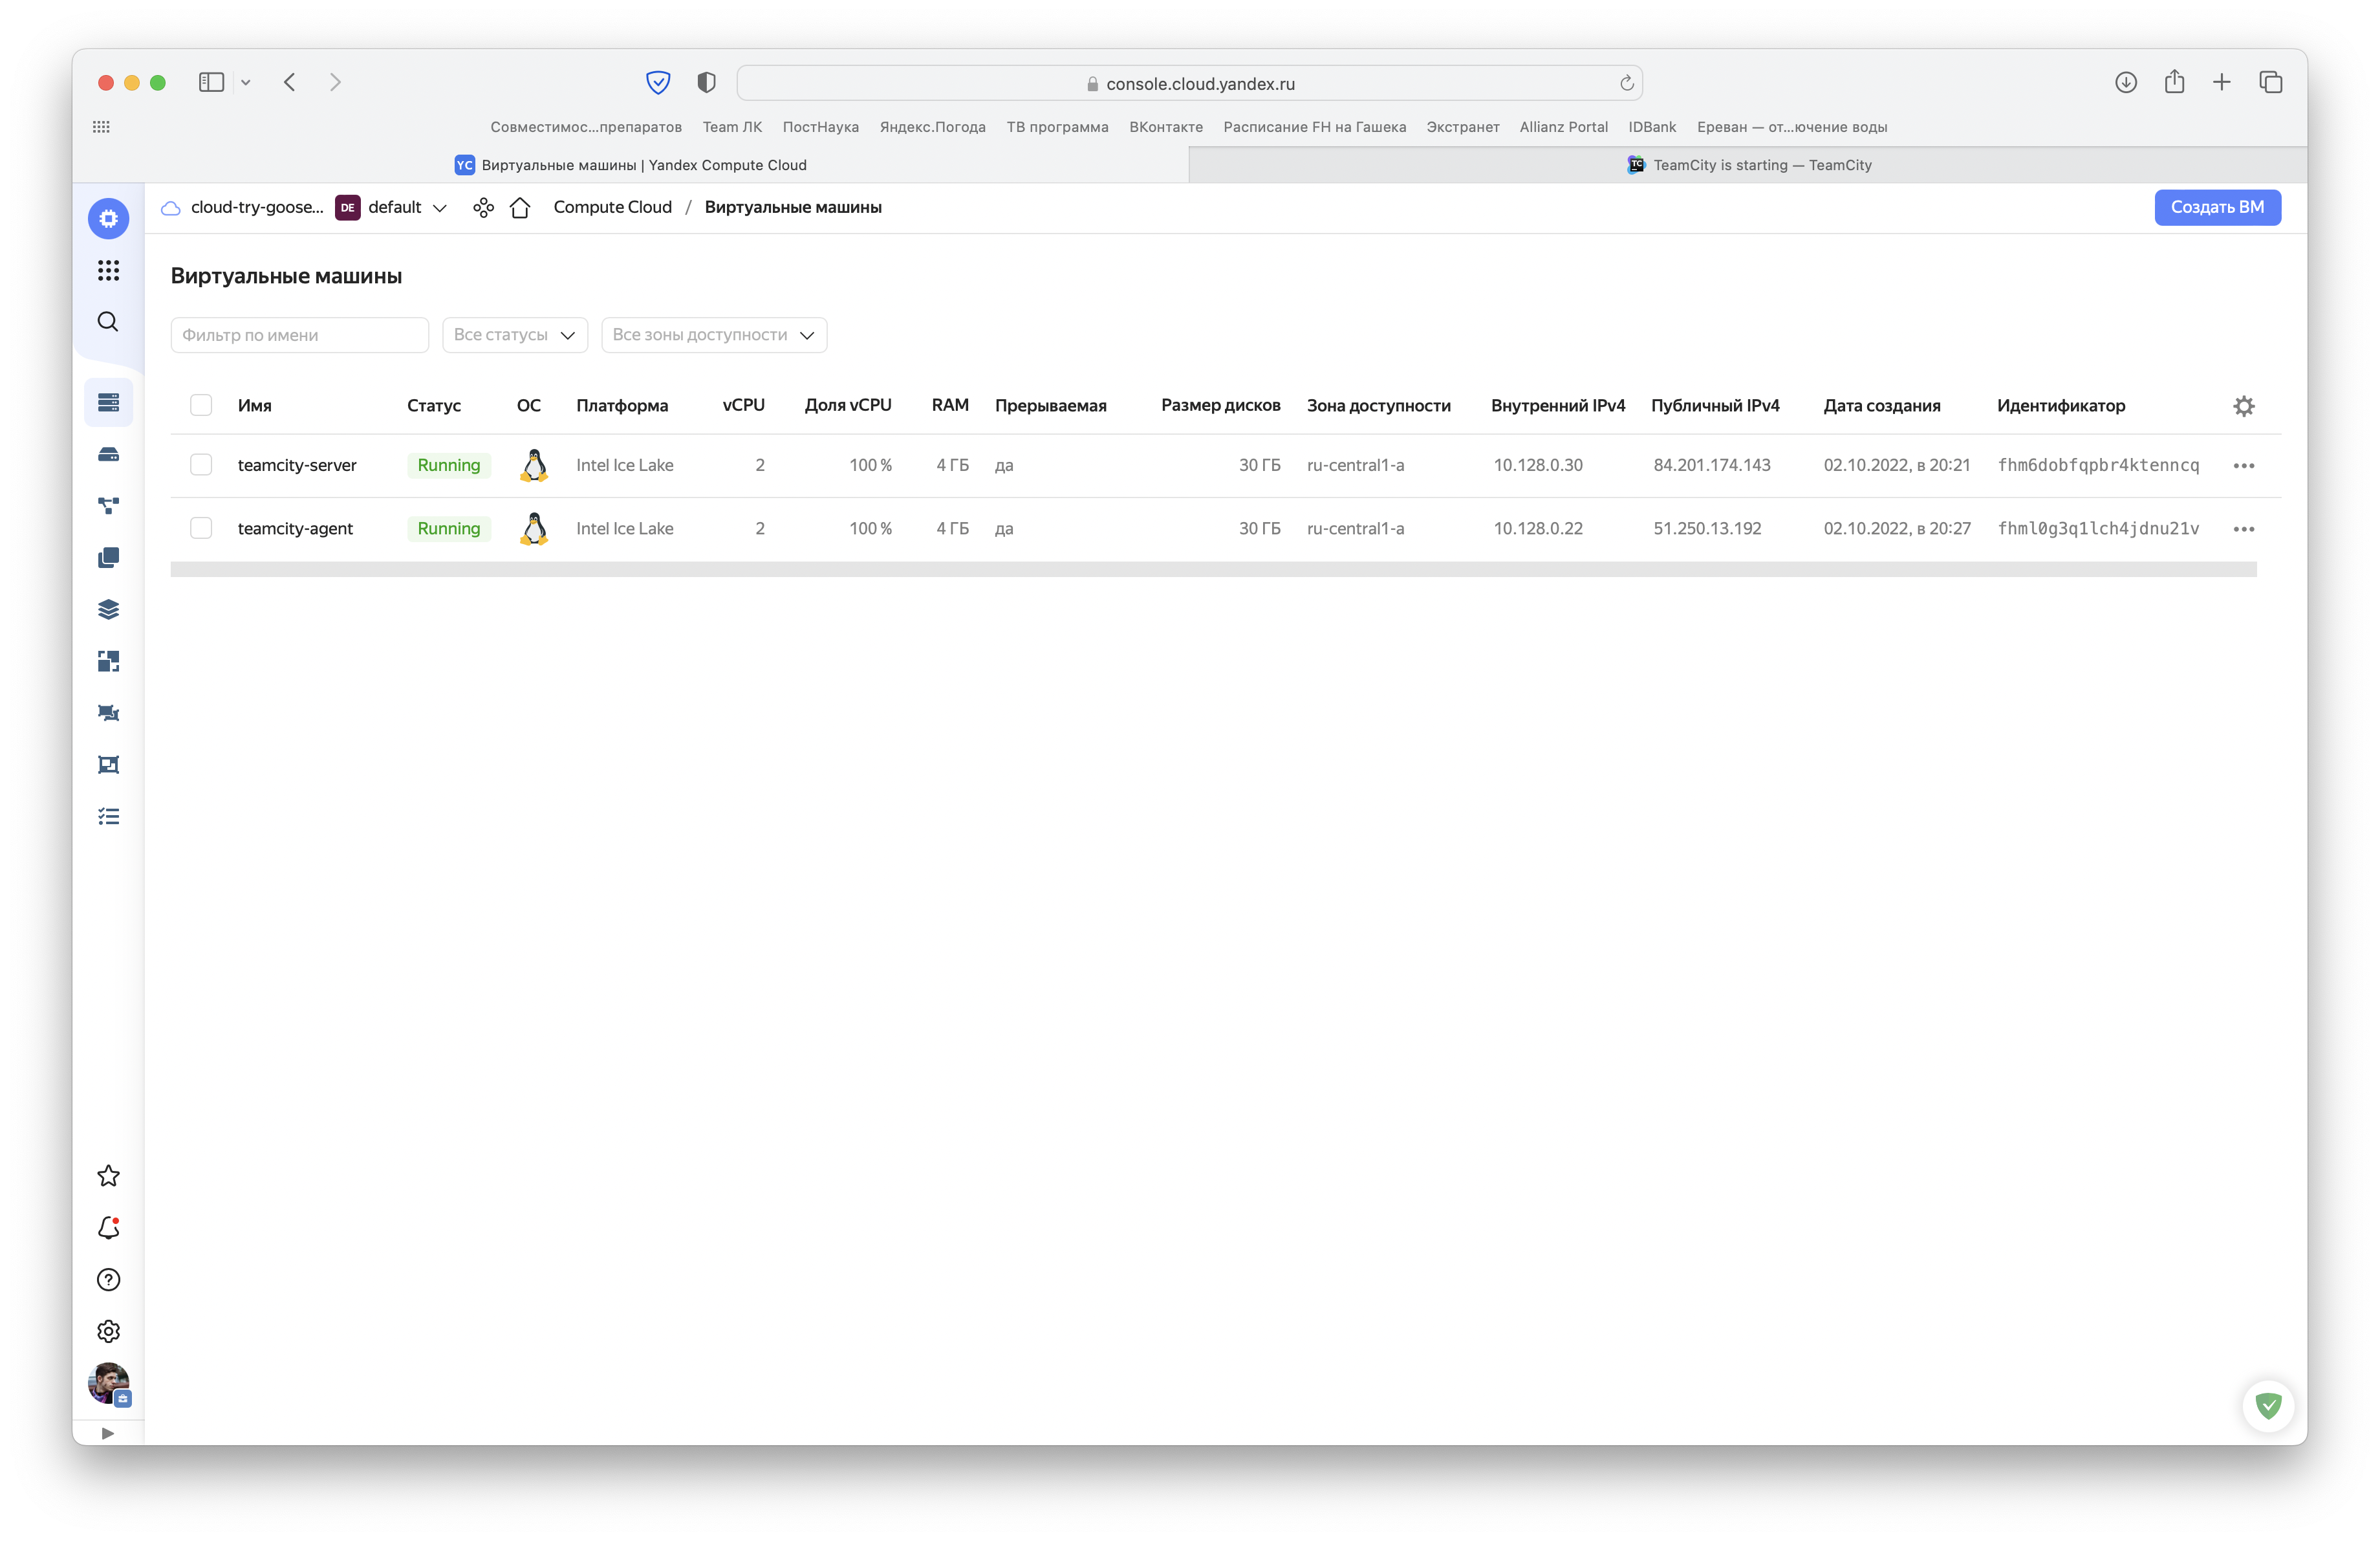 console.cloud.yandex.ru
Совместимос...препаратов Team ЛК ПостНаука Яндекс.Погода ТВ программа ВКонтакте Расписание FH на Гашека Экстранет Allianz Portal IDBank Ереван — от...ючение воды
YC Виртуальные машины | Yandex Compute Cloud TC TeamCity is starting — TeamCity
cloud-try-goose... DE default Compute Cloud / Виртуальные машины Создать ВМ
Виртуальные машины
Фильтр по имени Все статусы Все зоны доступности
Имя Статус ОС Платформа vCPU Доля vCPU RAM Прерываемая Размер дисков Зона доступности Внутренний IPv4 Публичный IPv4 Дата создания Идентификатор
teamcity-server Running Intel Ice Lake 2 100 % 4 ГБ да 30 ГБ ru-central1-a 10.128.0.30 84.201.174.143 02.10.2022, в 20:21 fhm6dobfqpbr4ktenncq
teamcity-agent Running Intel Ice Lake 2 100 % 4 ГБ да 30 ГБ ru-central1-a 10.128.0.22 51.250.13.192 02.10.2022, в 20:27 fhml0g3q1lch4jdnu21v